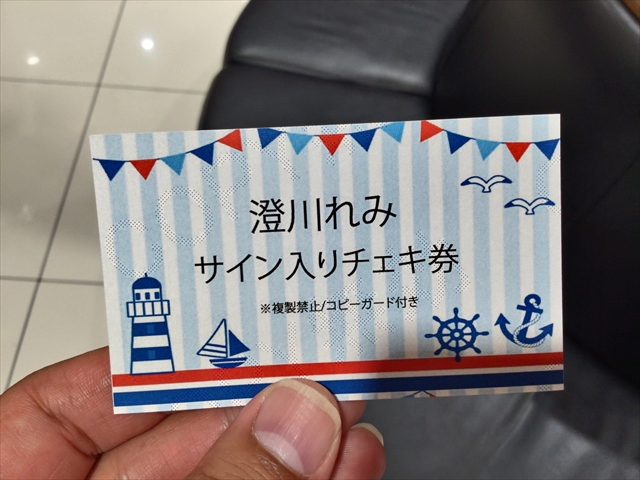 澄川れみ
サイン入りチェキ券
※複製禁止/コピーガード付き